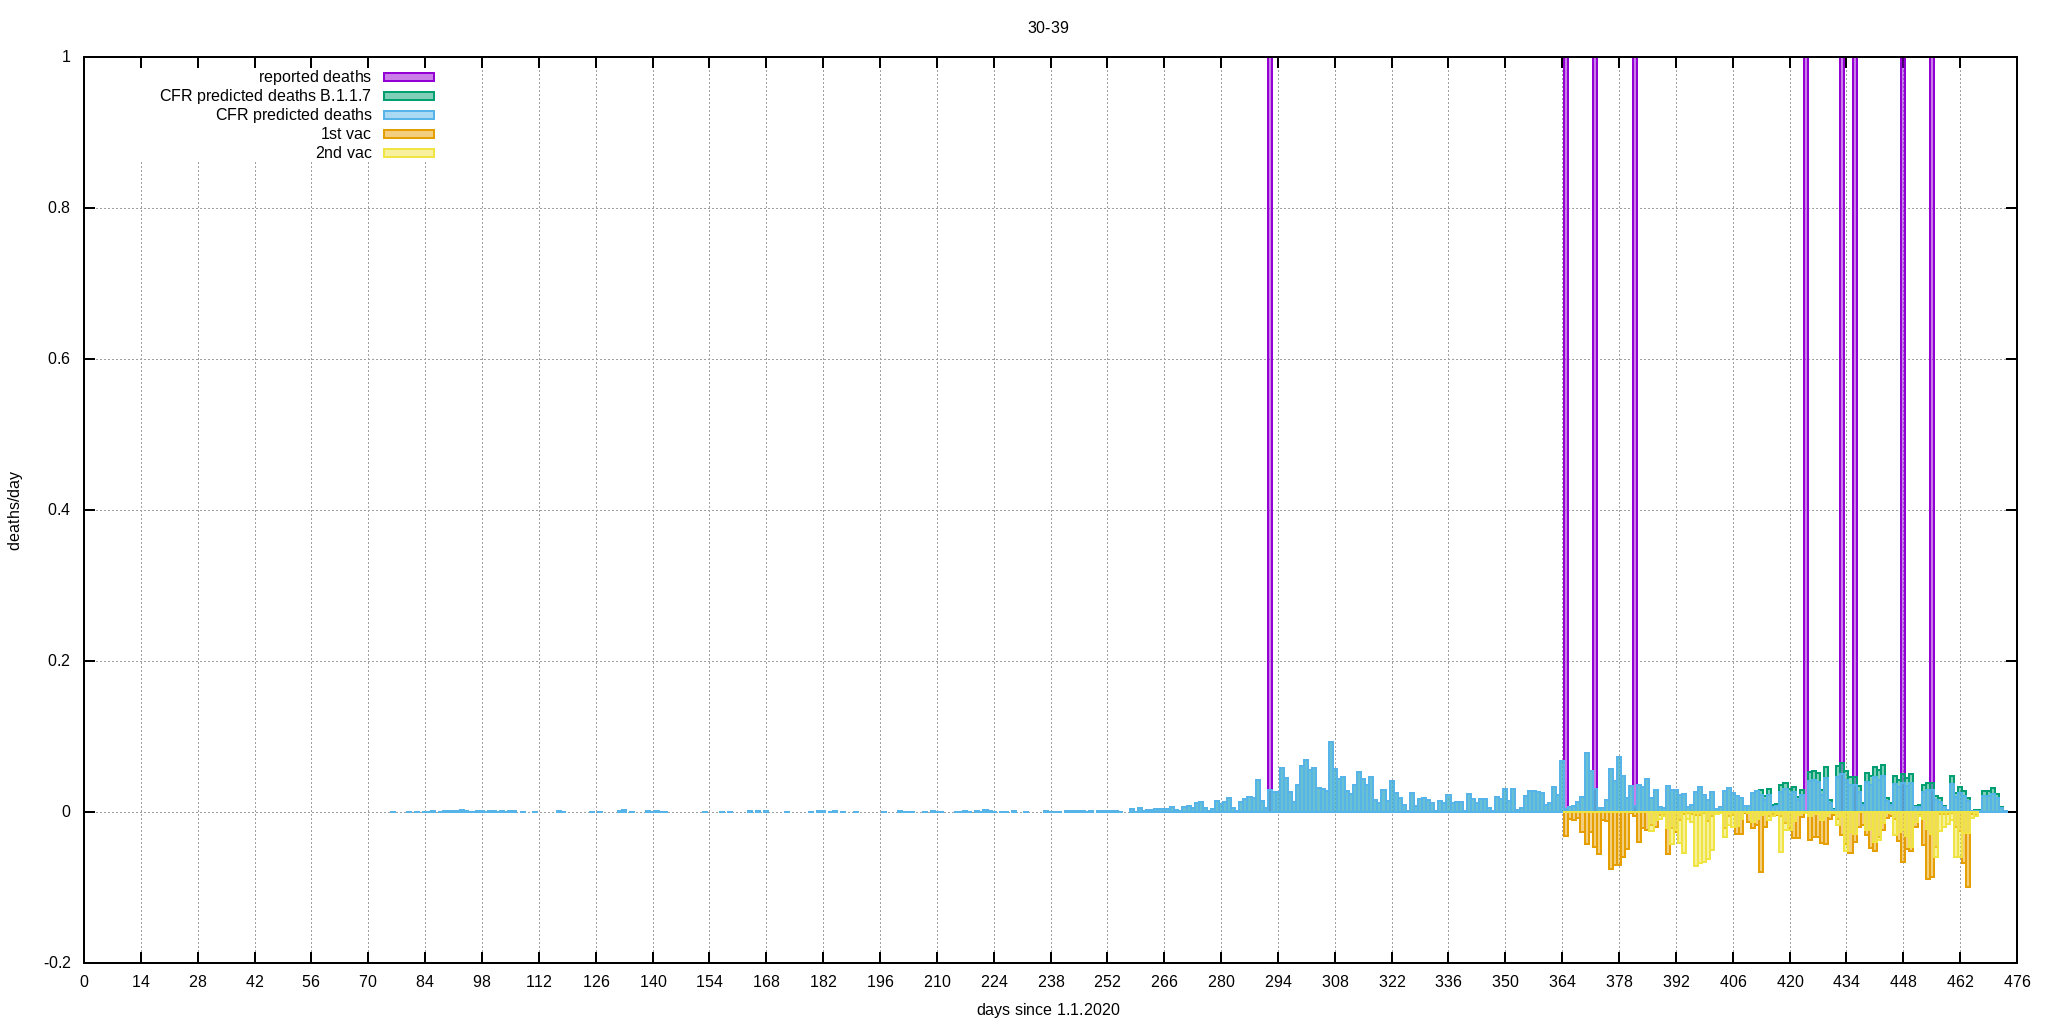 30-39
1
reported deaths
CFR predicted deaths B.1.1.7
CFR predicted deaths
1st vac
2nd vac
0.8
0.6
0.4
0.2
0
-0.2
deaths/day
0 14 28 42 56 70 84 98 112 126 140 154 168 182 196 210 224 238 252 266 280 294 308 322 336 350 364 378 392 406 420 434 448 462 476
days since 1.1.2020